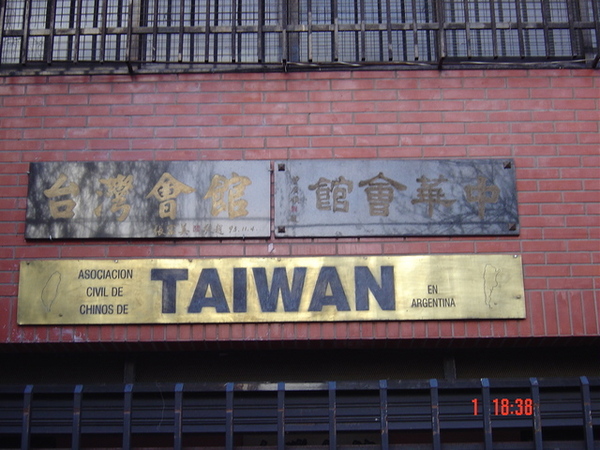 台灣會館
中華會館
ASOCIACION
CIVIL DE
CHINOS DE
TAIWAN
EN
ARGENTINA
1 18:38